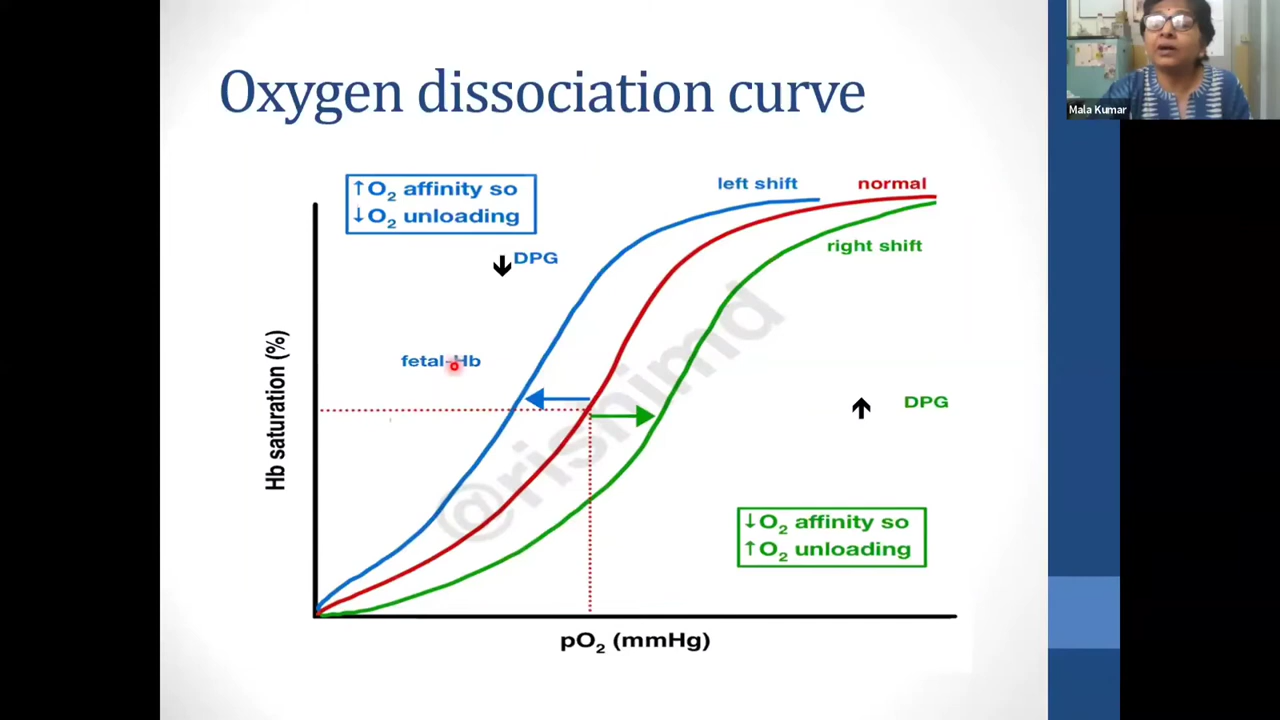 Mala Kumar
Oxygen dissociation curve
↑O₂ affinity so
↓O₂ unloading
left shift
normal
right shift
↓DPG
fetal-Hb
↑ DPG
Hb saturation (%)
@rishimd
↓O₂ affinity so
↑O₂ unloading
pO₂ (mmHg)